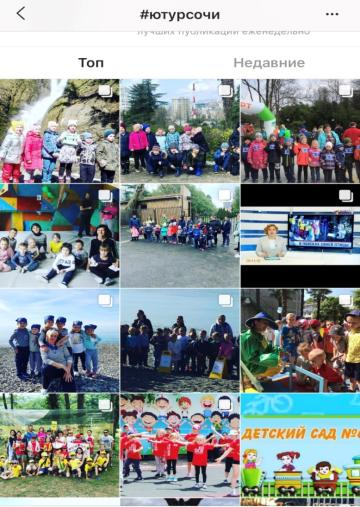 #ютурсочи
лучших публикаций еженедельно
Топ
Недавние
ДЕТСКИЙ САД №